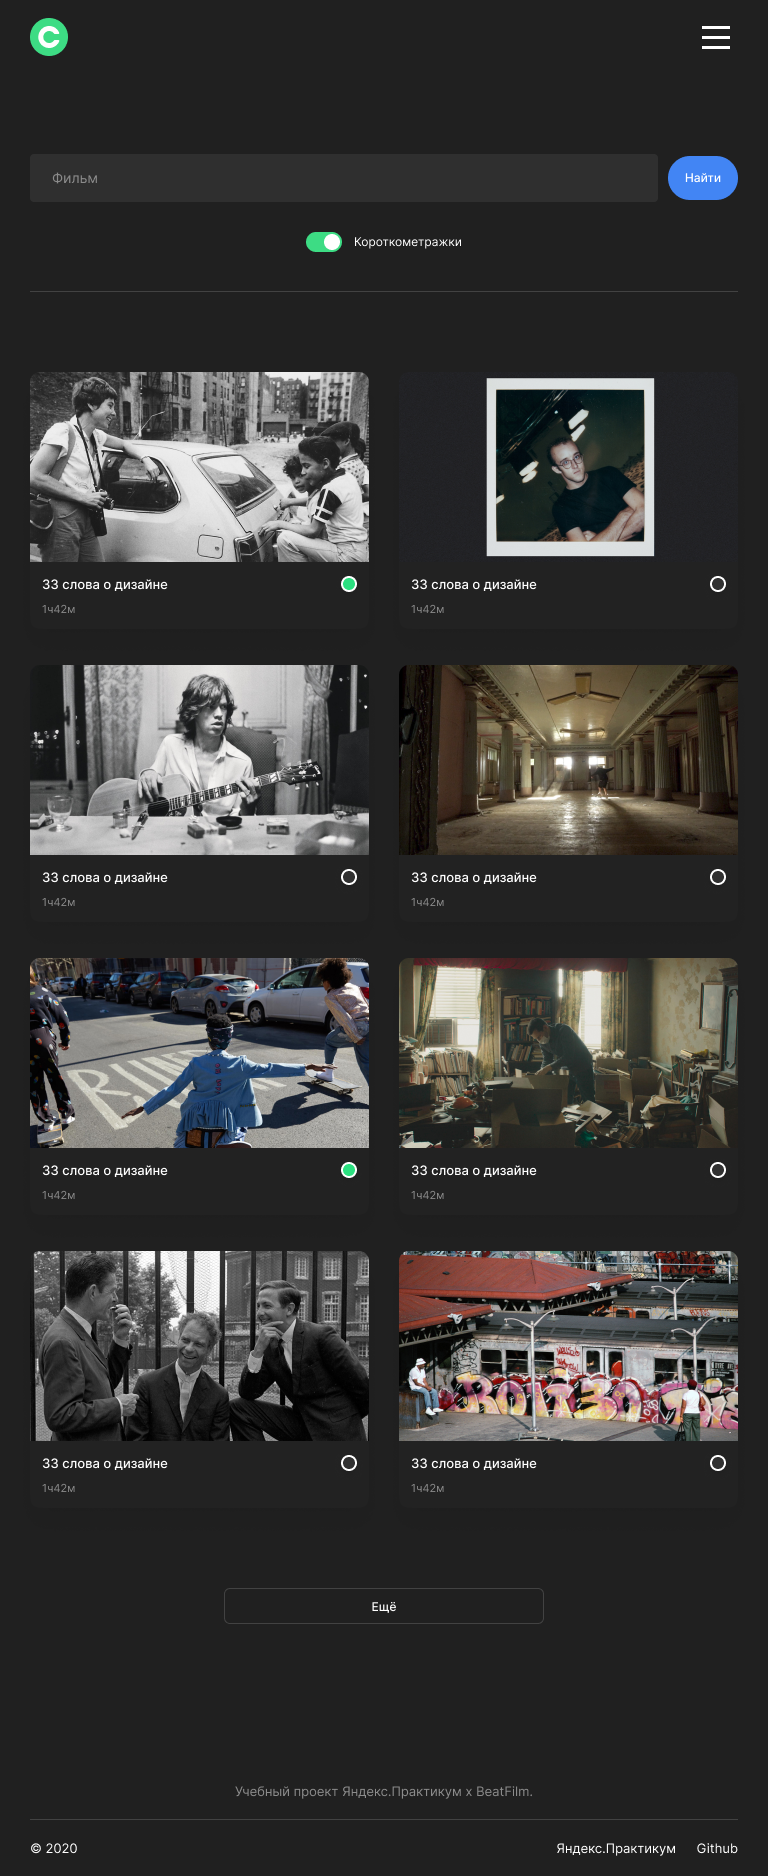 Фильм
Найти
Короткометражки
33 слова о дизайне
1ч42м
33 слова о дизайне
1ч42м
33 слова о дизайне
1ч42м
33 слова о дизайне
1ч42м
33 слова о дизайне
1ч42м
33 слова о дизайне
1ч42м
33 слова о дизайне
1ч42м
33 слова о дизайне
1ч42м
Ещё
Учебный проект Яндекс.Практикум х BeatFilm.
© 2020
Яндекс.Практикум
Github